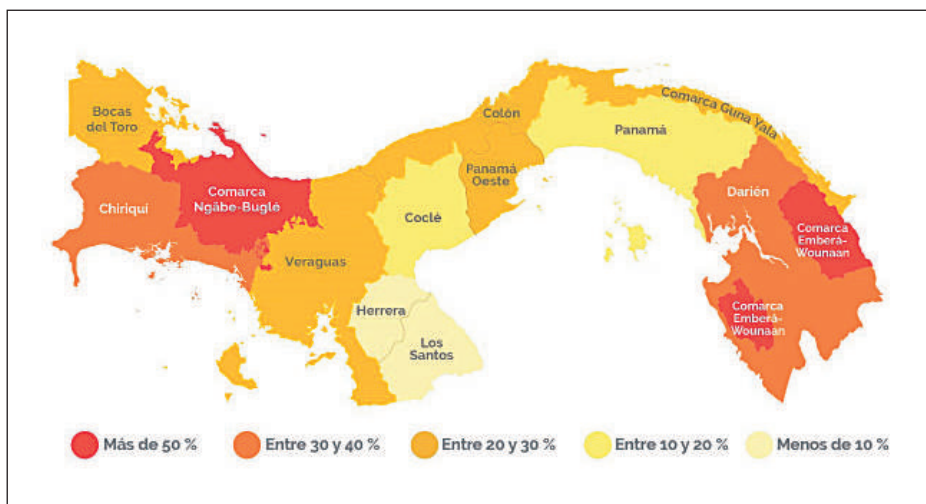 Bocas
del Toro
Chiriquí
Comarca
Ngäbe-Buglé
Veraguas
Colón
Panamá
Oeste
Coclé
Herrera
Los
Santos
Panamá
Comarca Guna Yala
Darién
Comarca
Emberá-
Wounaan
Comarca
Emberá-
Wounaan
Más de 50 %
Entre 30 y 40 %
Entre 20 y 30 %
Entre 10 y 20 %
Menos de 10 %